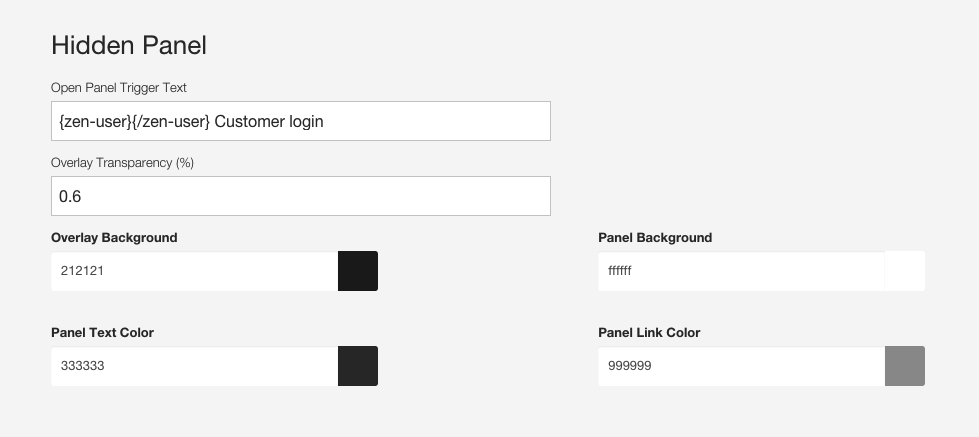 Hidden Panel
Open Panel Trigger Text
{zen-user}{/zen-user} Customer login
Overlay Transparency (%)
0.6
Overlay Background
Panel Background
212121
ffffff
Panel Text Color
Panel Link Color
333333
999999